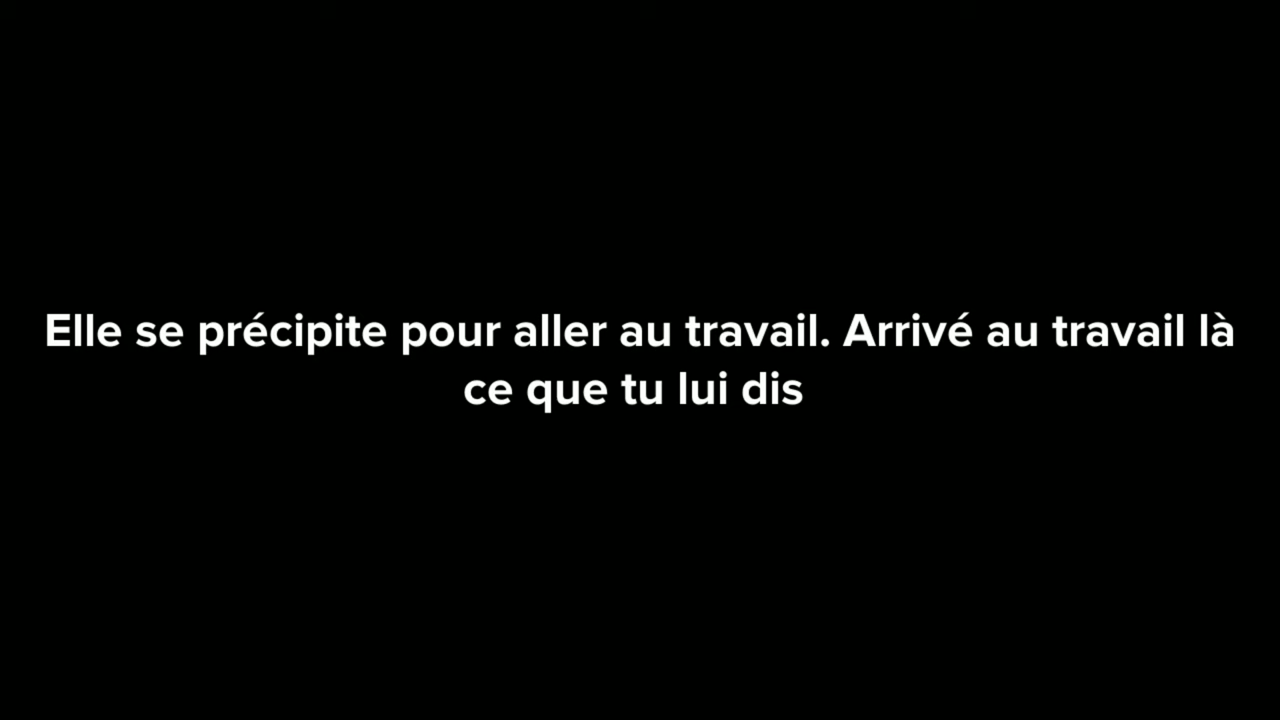 Elle se précipite pour aller au travail. Arrivé au travail là
ce que tu lui dis